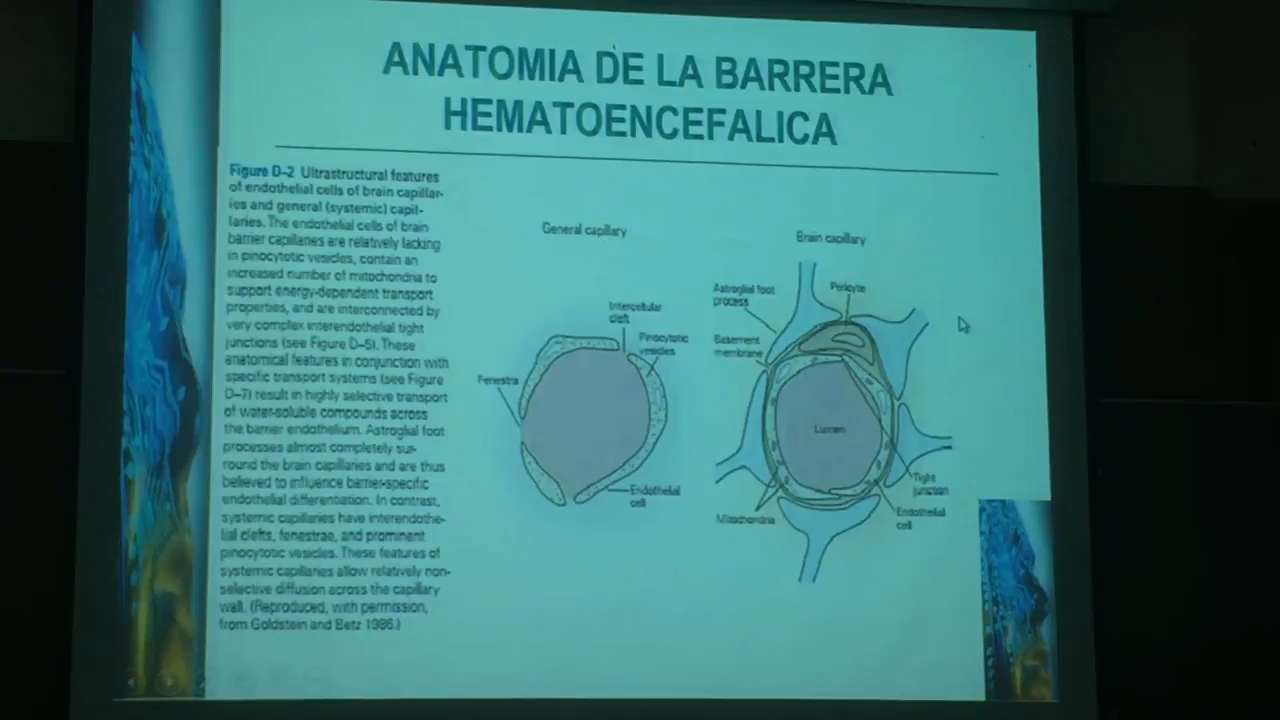 ANATOMIA DE LA BARRERA
HEMATOENCEFALICA
Figure D-2 Ultrastructural features
of endothelial cells of brain capillar-
ies and general (systemic) capil-
laries. The endothelial cells of brain
barrier capillaries are relatively lacking
in pinocytotic vesicles, contain an
increased number of mitochondria to
support energy-dependent transport
properties, and are interconnected by
very complex interendothelial tight
junctions (see Figure D-5). These
anatomical features in conjunction with
specific transport systems (see Figure
D-7) result in highly selective transport
of water-soluble compounds across
the barrier endothelium. Astroglial foot
processes almost completely sur-
round the brain capillaries and are thus
believed to influence barrier-specific
endothelial differentiation. In contrast,
systemic capillaries have interendothe-
lial clefts, fenestrae, and prominent
pinocytotic vesicles. These features of
systemic capillaries allow relatively non-
selective diffusion across the capillary
wall. (Reproduced, with permission,
from Goldstein and Betz 1986.)
General capillary
Intercellular
cleft
Pinocytotic
vesicles
Fenestra
Endothelial
cell
Brain capillary
Astroglial foot
process
Pericyte
Basement
membrane
Lumen
Tight
junction
Mitochondria
Endothelial
cell